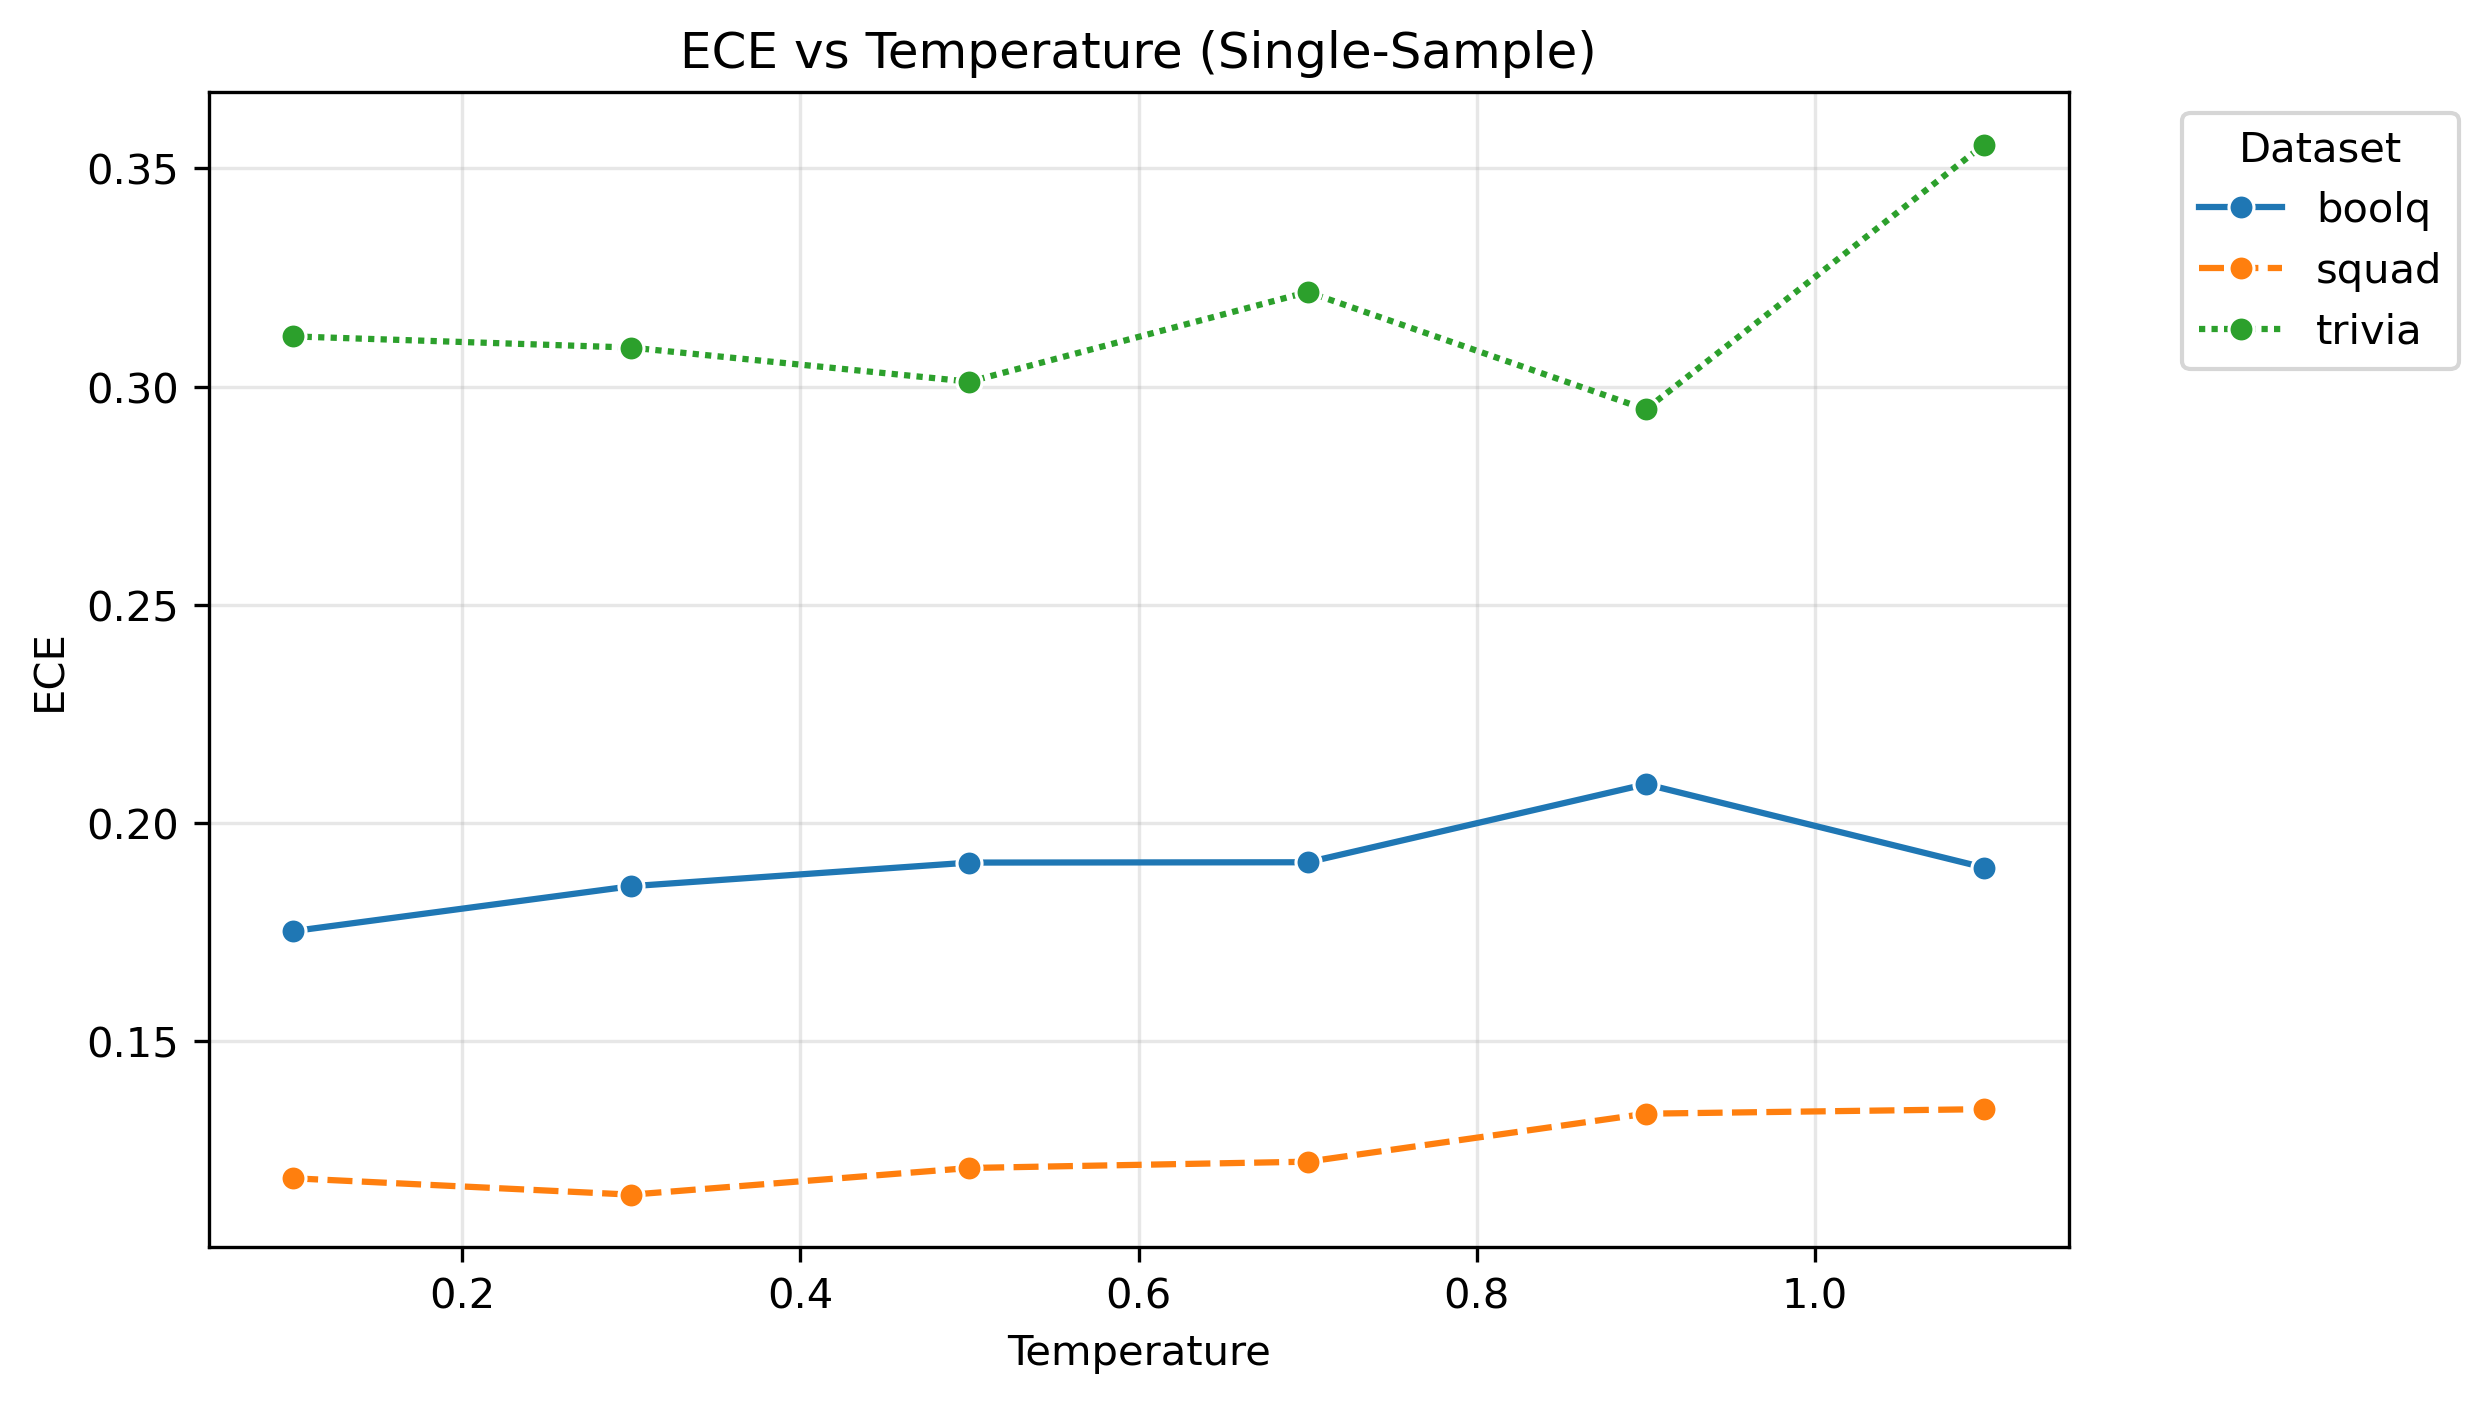 ECE vs Temperature (Single-Sample)
Dataset
boolq
squad
trivia
ECE
0.35
0.30
0.25
0.20
0.15
0.2 0.4 0.6 0.8 1.0
Temperature